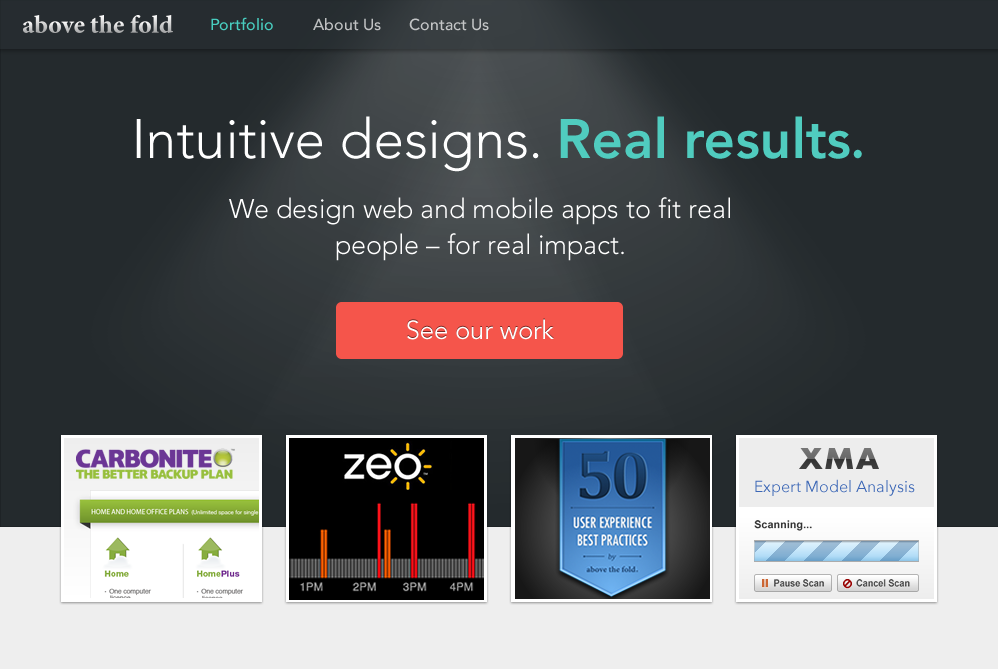 above the fold Portfolio About Us Contact Us
Intuitive designs. Real results.
We design web and mobile apps to fit real
people – for real impact.
See our work
CARBONITE
THE BETTER BACKUP PLAN
HOME AND HOME OFFICE PLANS (Unlimited space for single
Home HomePlus
· One computer · One computer
zeo
1PM 2PM 3PM 4PM
50
USER EXPERIENCE
BEST PRACTICES
by
above the fold.
XMA
Expert Model Analysis
Scanning...
Pause Scan Cancel Scan